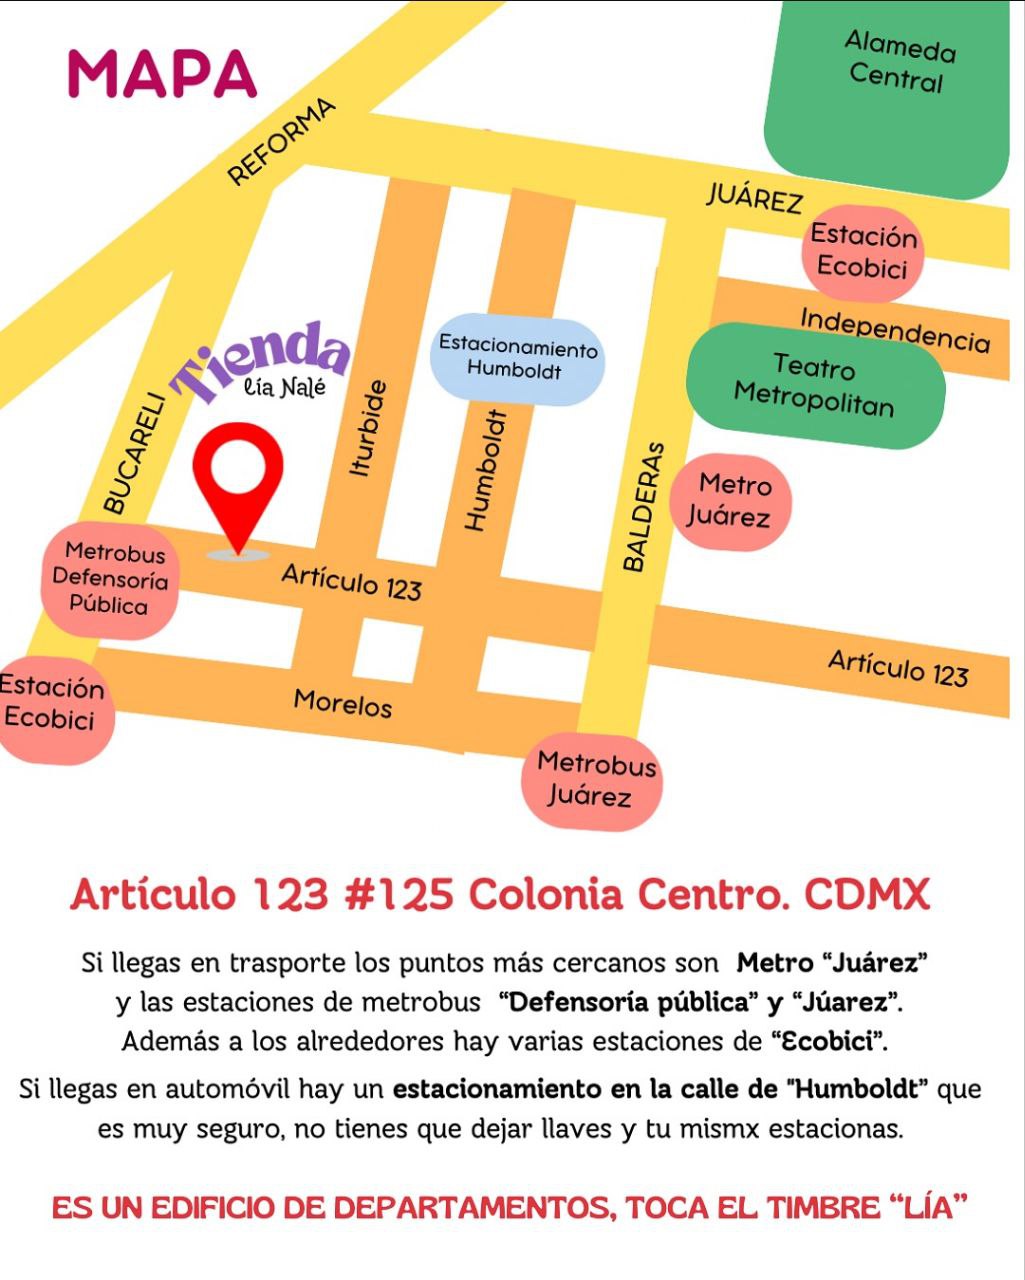 MAPA
Alameda
Central
REFORMA
JUÁREZ
Estación
Ecobici
Independencia
Tienda
Lía Nalé
Estacionamiento
Humboldt
Teatro
Metropolitan
BUCARELI
Iturbide
Humboldt
BALDERAs
Metro
Juárez
Metrobus
Defensoría
Pública
Artículo 123
Artículo 123
Estación
Ecobici
Morelos
Metrobus
Juárez
Artículo 123 #125 Colonia Centro. CDMX
Si llegas en trasporte los puntos más cercanos son Metro “Juárez”
y las estaciones de metrobus “Defensoría pública” y “Júarez”.
Además a los alrededores hay varias estaciones de “Ecobici”.
Si llegas en automóvil hay un estacionamiento en la calle de "Humboldt” que
es muy seguro, no tienes que dejar llaves y tu mismx estacionas.
ES UN EDIFICIO DE DEPARTAMENTOS, TOCA EL TIMBRE “LÍA”